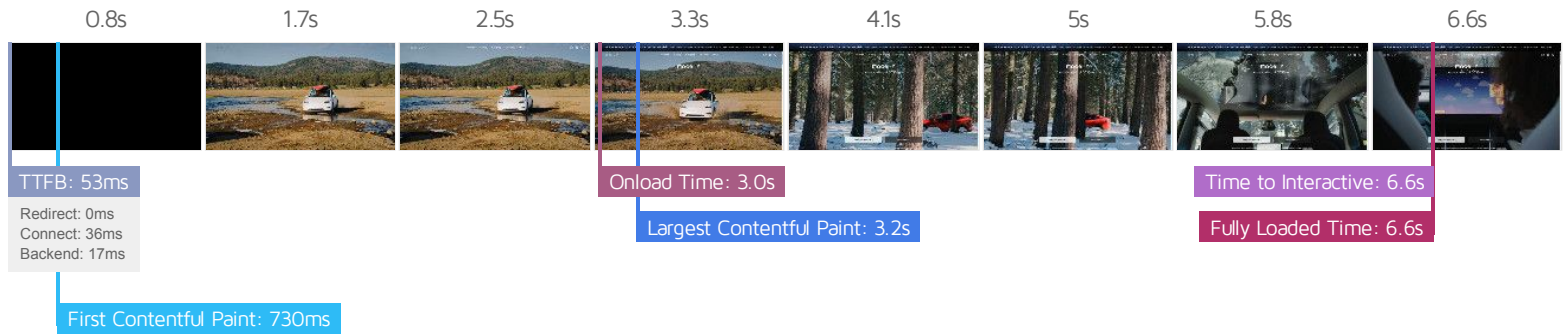 0.8s
1.7s
2.5s
3.3s
4.1s
5s
5.8s
6.6s
TTFB: 53ms
Redirect: 0ms
Connect: 36ms
Backend: 17ms
Onload Time: 3.0s
Time to Interactive: 6.6s
Largest Contentful Paint: 3.2s
Fully Loaded Time: 6.6s
First Contentful Paint: 730ms